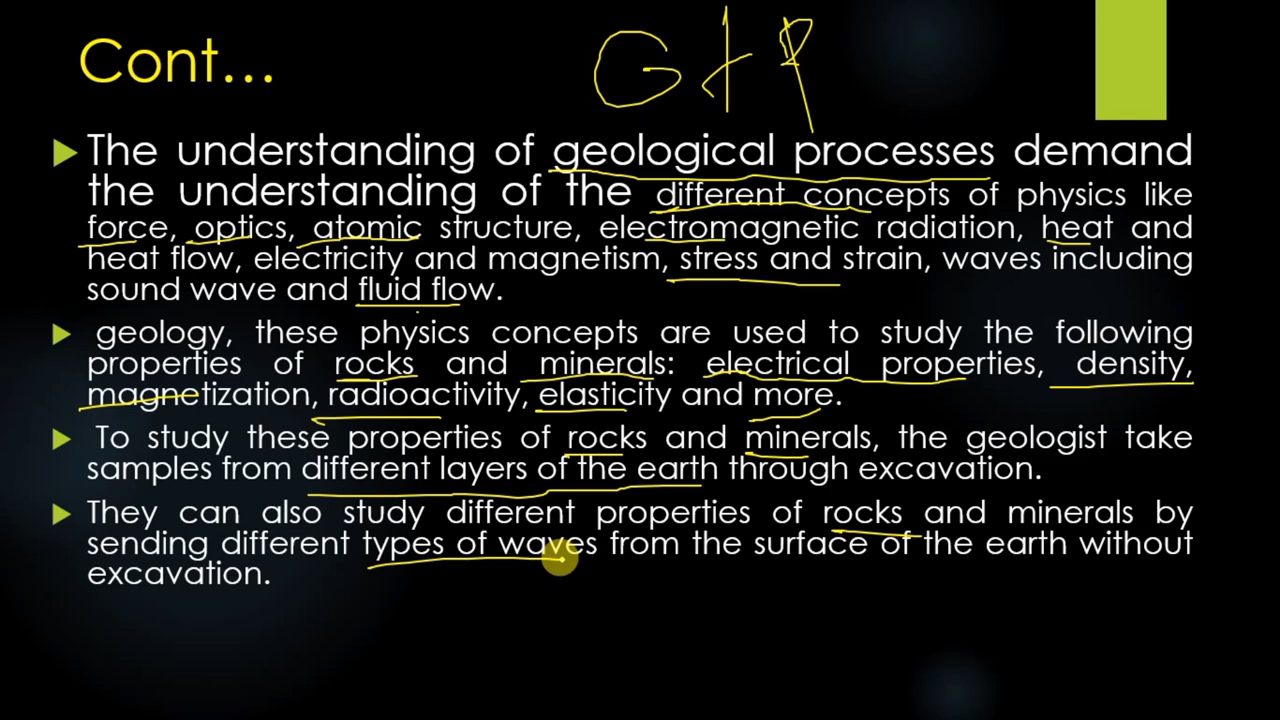 Cont...
G + P
The understanding of geological processes demand
the understanding of the different concepts of physics like
force, optics, atomic structure, electromagnetic radiation, heat and
heat flow, electricity and magnetism, stress and strain, waves including
sound wave and fluid flow.
geology, these physics concepts are used to study the following
properties of rocks and minerals: electrical properties, density,
magnetization, radioactivity, elasticity and more.
To study these properties of rocks and minerals, the geologist take
samples from different layers of the earth through excavation.
They can also study different properties of rocks and minerals by
sending different types of waves from the surface of the earth without
excavation.